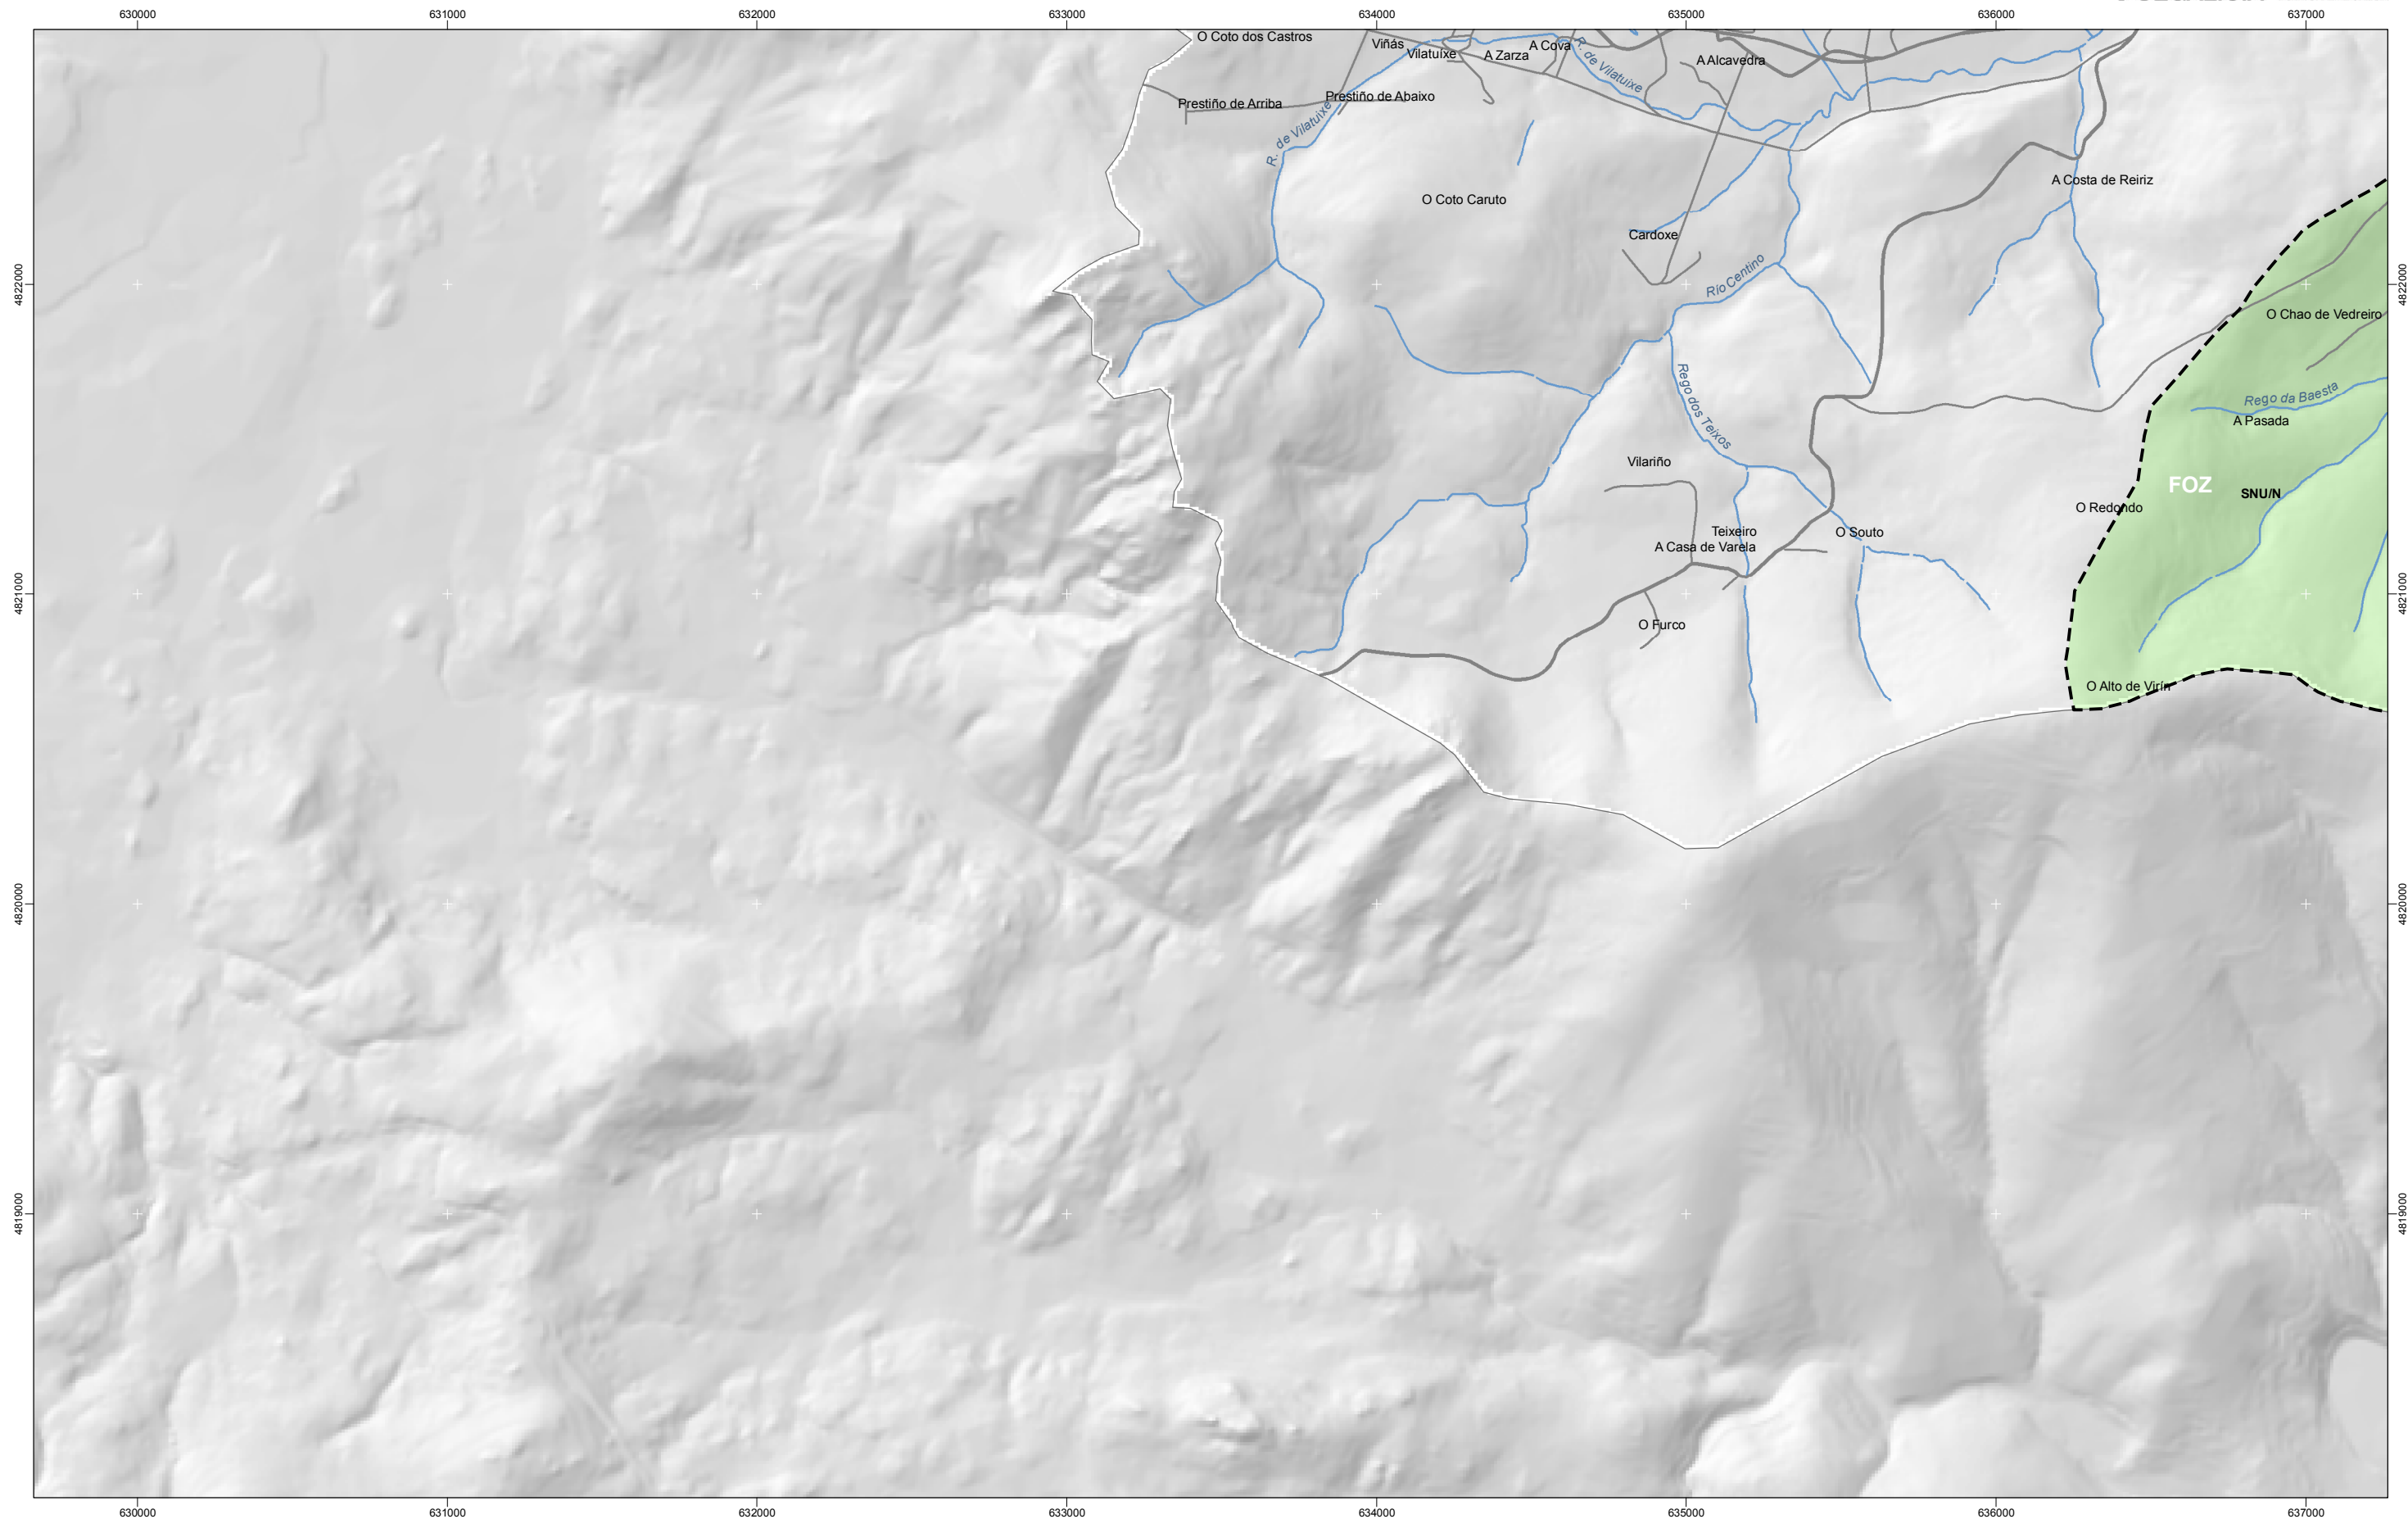 630000
631000
632000
633000
634000
635000
636000
637000
O Coto dos Castros
Viñás
Vilatuixe
A Zarza
A Cova
R. de Vilatuixe
A Alcavedra
Prestiño de Arriba
Prestiño de Abaixo
R. de Vilatuixe
A Costa de Reiriz
O Coto Caruto
Cardoxe
Río Centino
4822000
4822000
O Chao de Vedreiro
Rego dos Teixos
Rego da Baesta
A Pasada
Vilariño
FOZ
SNU/N
O Redondo
Teixeiro
O Souto
A Casa de Varela
4821000
4821000
O Furco
O Alto de Virín
4820000
4820000
4819000
4819000
630000
631000
632000
633000
634000
635000
636000
637000